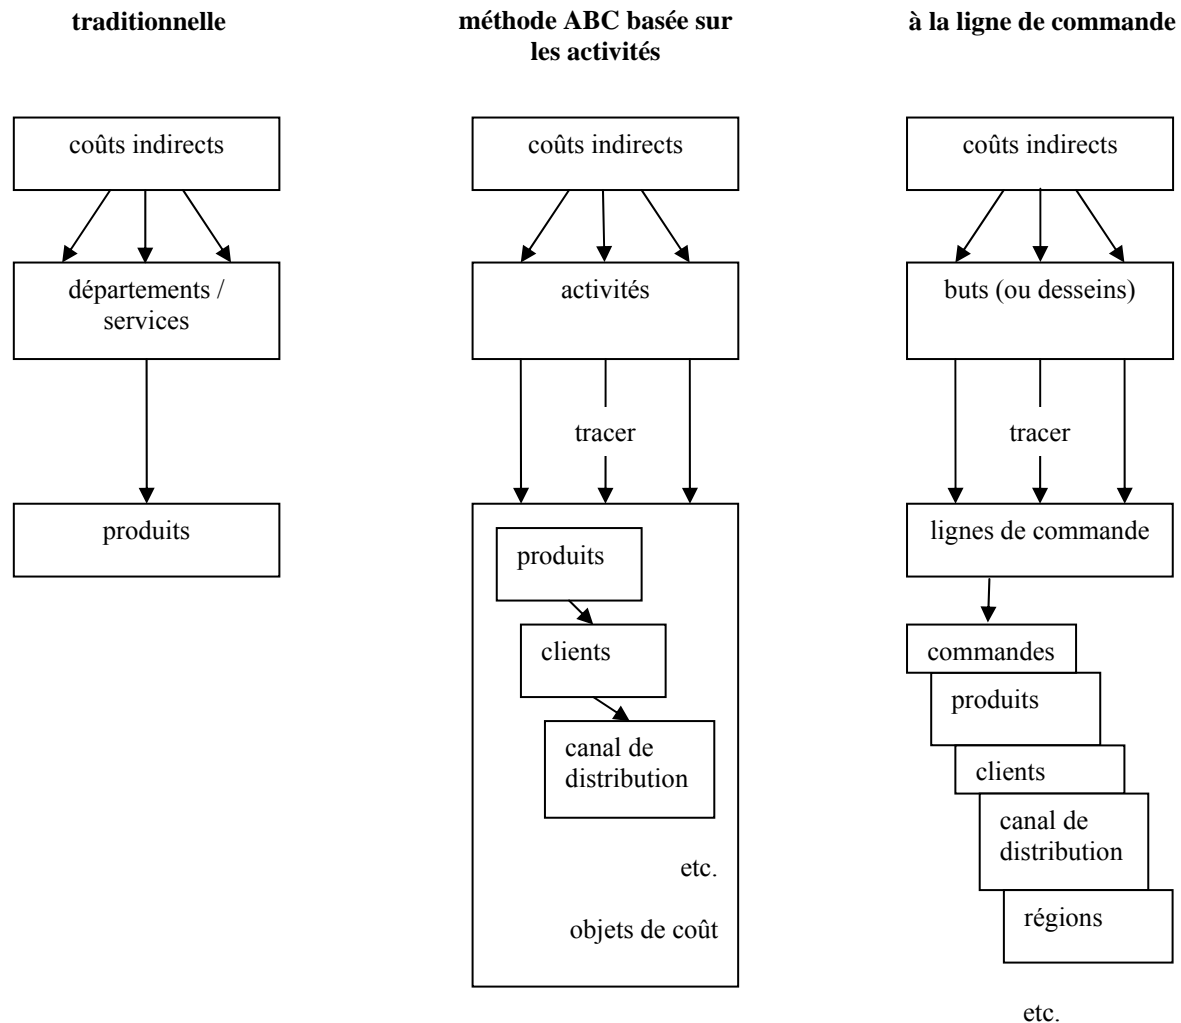 traditionnelle
méthode ABC basée sur
les activités
à la ligne de commande
coûts indirects
départements /
services
produits
coûts indirects
activités
tracer
produits
clients
canal de
distribution
etc.
objets de coût
coûts indirects
buts (ou desseins)
tracer
lignes de commande
commandes
produits
clients
canal de
distribution
régions
etc.